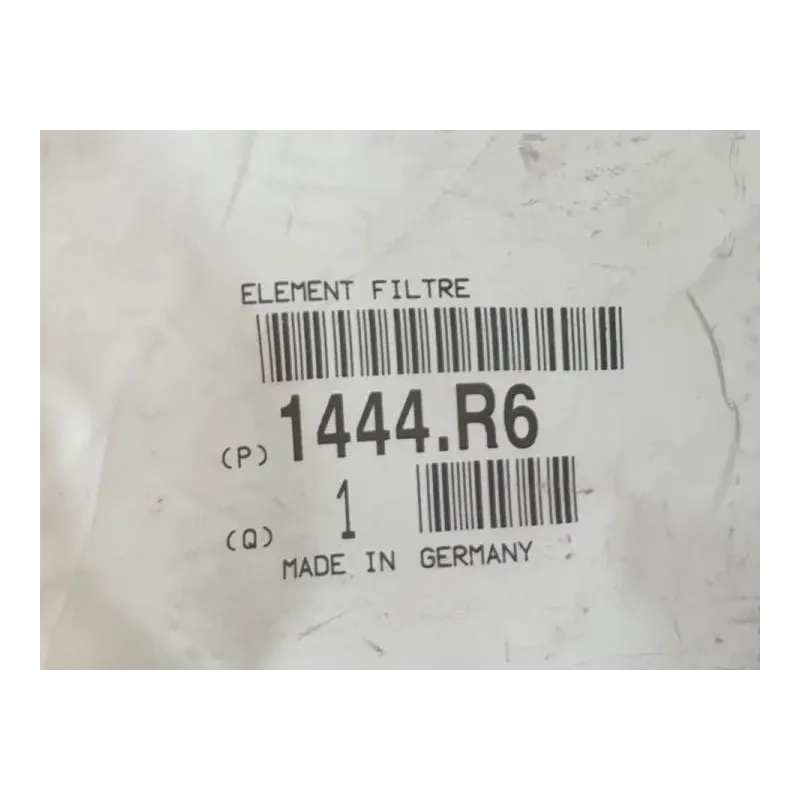 ELEMENT FILTRE
(P) 1444.R6
(Q) 1
MADE IN GERMANY